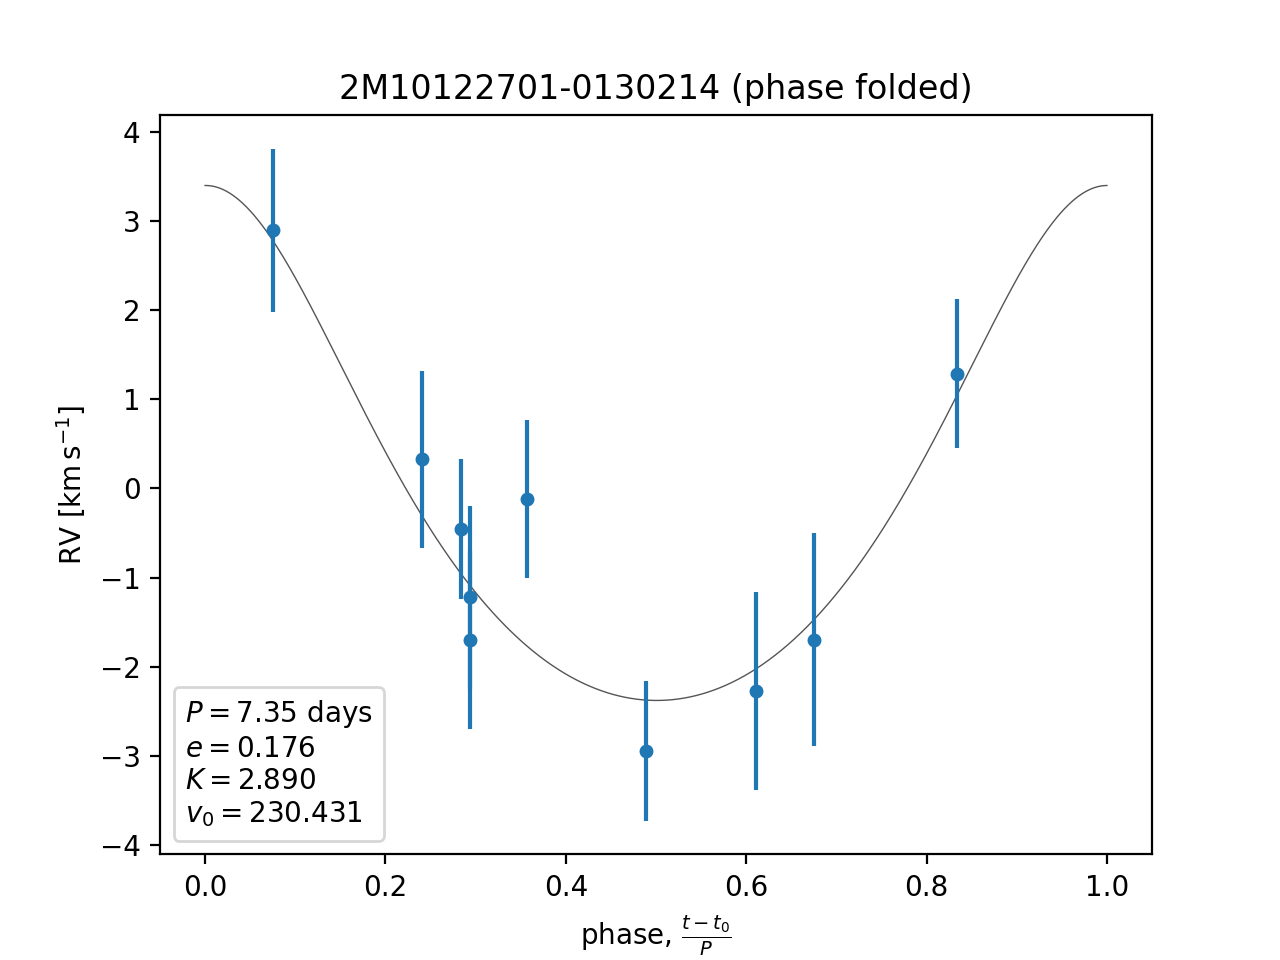 2M10122701-0130214 (phase folded)
4
3
2
1
0
−1
−2
−3
−4
RV [km s⁻¹]
P = 7.35 days
e = 0.176
K = 2.890
v₀ = 230.431
0.0 0.2 0.4 0.6 0.8 1.0
phase, (t − t₀)/P